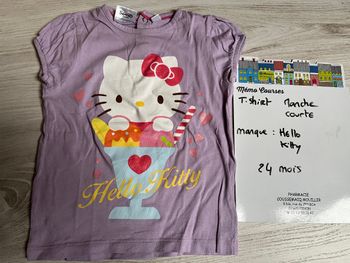 Mémo Courses
T-shirt Manche
courte
marque : Hello
Kitty
24 mois
Hello Kitty
PHARMACIE